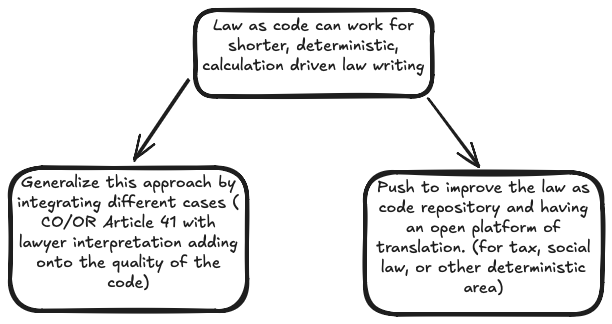 Law as code can work for
shorter, deterministic,
calculation driven law writing
Generalize this approach by
integrating different cases (
CO/OR Article 41 with
lawyer interpretation adding
onto the quality of the
code)
Push to improve the law as
code repository and having
an open platform of
translation. (for tax, social
law, or other deterministic
area)